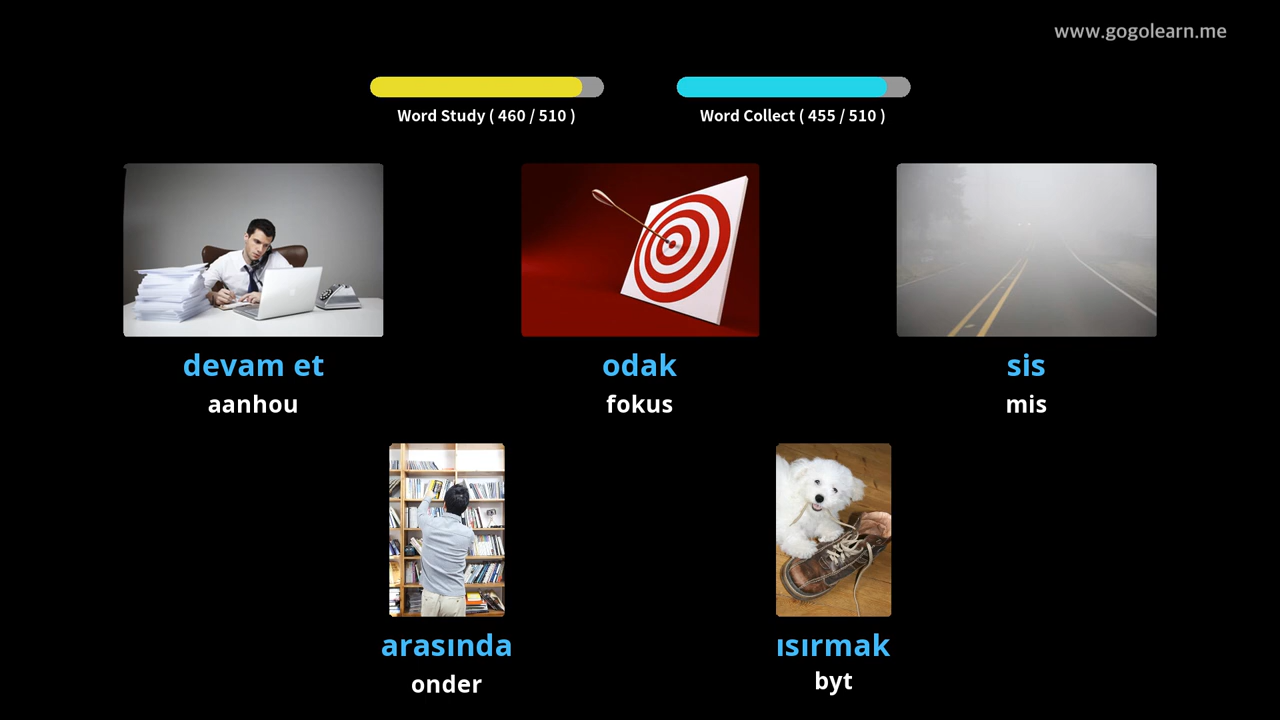 www.gogolearn.me
Word Study ( 460 / 510 )
Word Collect ( 455 / 510 )
devam et
aanhou
odak
fokus
sis
mis
arasında
onder
ısırmak
byt